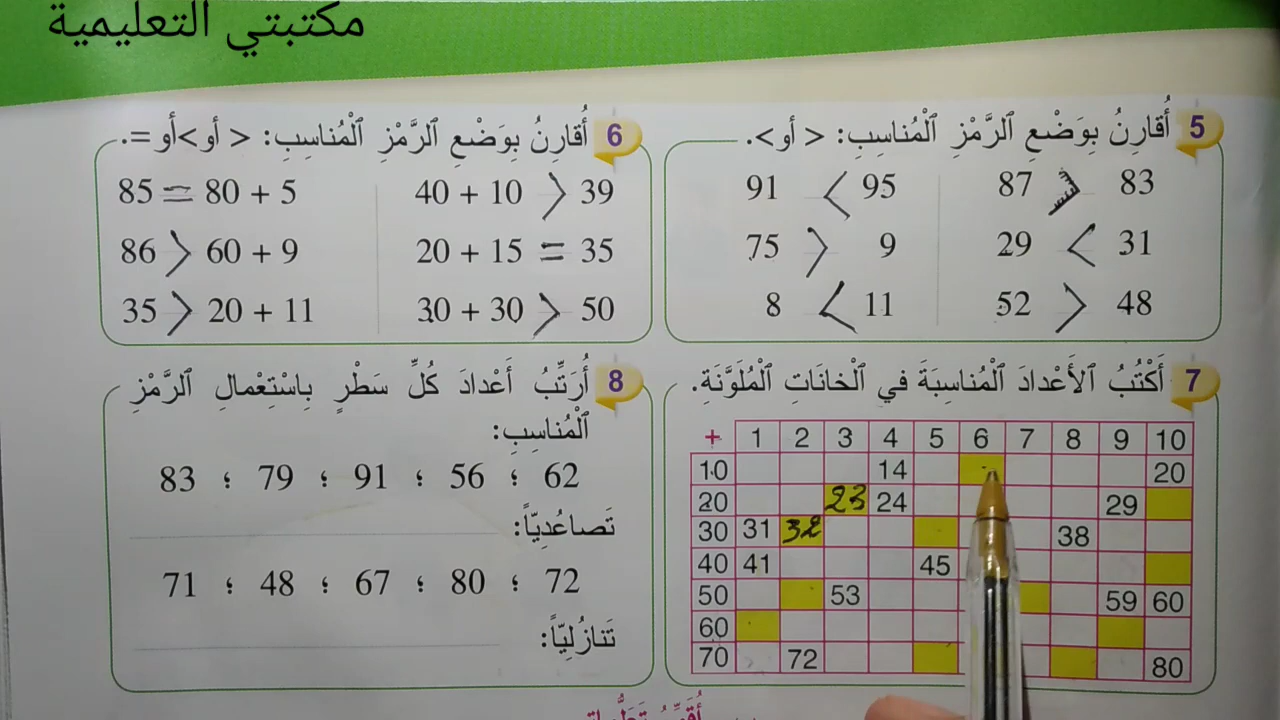 مكتبتي التعليمية
5 أُقارِنُ بِوَضْعِ ٱلرَّمْزِ ٱلْمُناسِبِ: > أو <.
87 > 83
91 < 95
29 < 31
75 > 9
52 > 48
8 < 11
6 أُقارِنُ بِوَضْعِ ٱلرَّمْزِ ٱلْمُناسِبِ: > أو < أو =.
40 + 10 > 39
85 = 80 + 5
20 + 15 = 35
86 > 60 + 9
30 + 30 > 50
35 > 20 + 11
7 أَكْتُبُ ٱلأَعْدادَ ٱلْمُناسِبَةَ في ٱلْخانَاتِ ٱلْمُلَوَّنَةِ.
+ 1 2 3 4 5 6 7 8 9 10
10 14 20
20 23 24 29
30 31 32 38
40 41 45
50 53 59 60
60
70 72 80
8 أُرَتِّبُ أَعْدادَ كُلِّ سَطْرٍ بِاسْتِعْمالِ ٱلرَّمْزِ
ٱلْمُناسِبِ:
62 ؛ 56 ؛ 91 ؛ 79 ؛ 83
تَصاعُدِيّاً:
72 ؛ 80 ؛ 67 ؛ 48 ؛ 71
تَنازُلِيّاً: